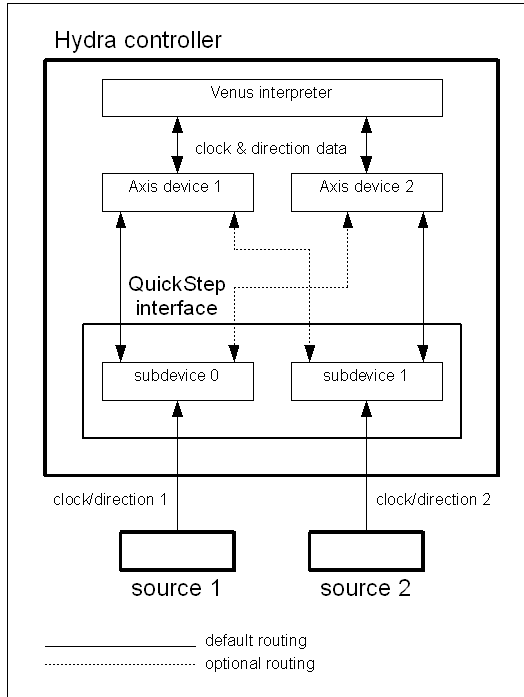 Hydra controller
Venus interpreter
clock & direction data
Axis device 1
Axis device 2
QuickStep
interface
subdevice 0
subdevice 1
clock/direction 1
clock/direction 2
source 1
source 2
default routing
optional routing